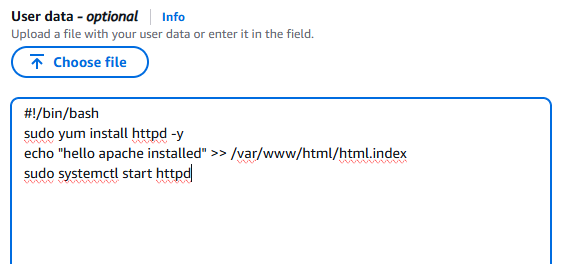 User data - optional | Info
Upload a file with your user data or enter it in the field.
Choose file
#!/bin/bash
sudo yum install httpd -y
echo "hello apache installed" >> /var/www/html/html.index
sudo systemctl start httpd